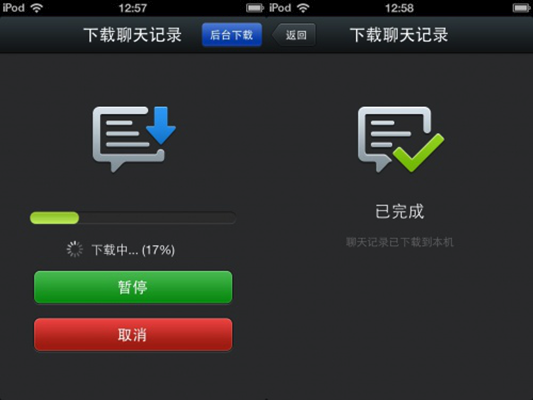 iPod 12:57
下载聊天记录 后台下载
下载中... (17%)
暂停
取消
iPod 12:58
返回 下载聊天记录
已完成
聊天记录已下载到本机